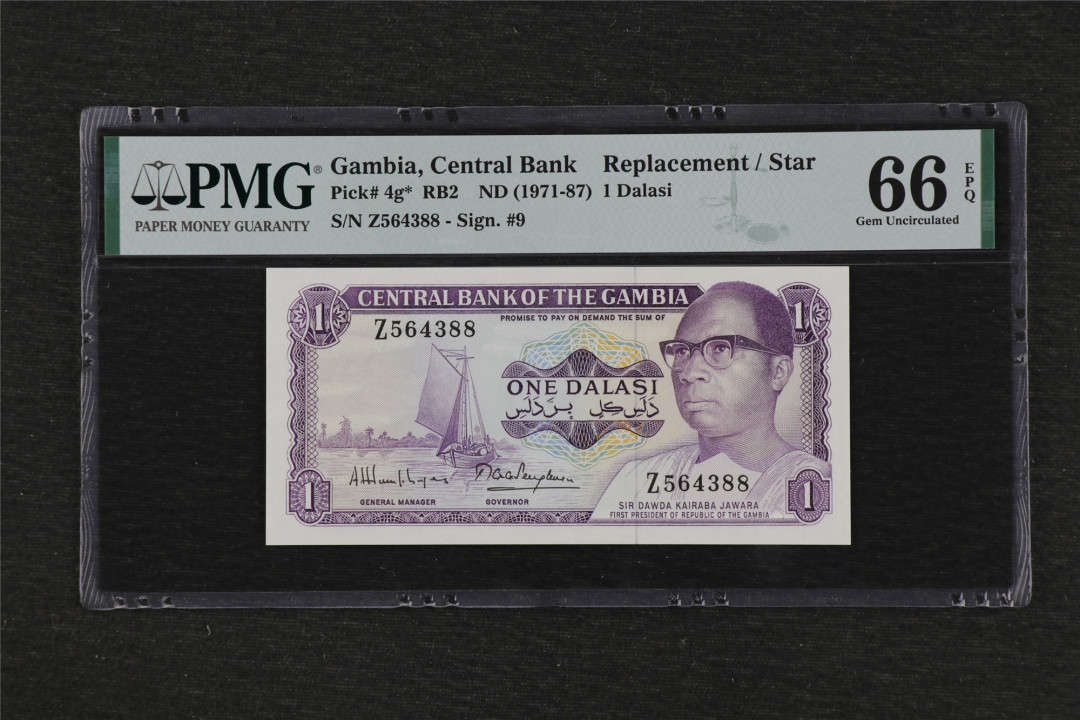 PMG®
PAPER MONEY GUARANTY
Gambia, Central Bank Replacement / Star
Pick# 4g* RB2 ND (1971-87) 1 Dalasi
S/N Z564388 - Sign. #9
66
EPQ
Gem Uncirculated
CENTRAL BANK OF THE GAMBIA
1
1
PROMISE TO PAY ON DEMAND THE SUM OF
Z564388
ONE DALASI
Z564388
1
1
GENERAL MANAGER
GOVERNOR
SIR DAWDA KAIRABA JAWARA
FIRST PRESIDENT OF REPUBLIC OF THE GAMBIA